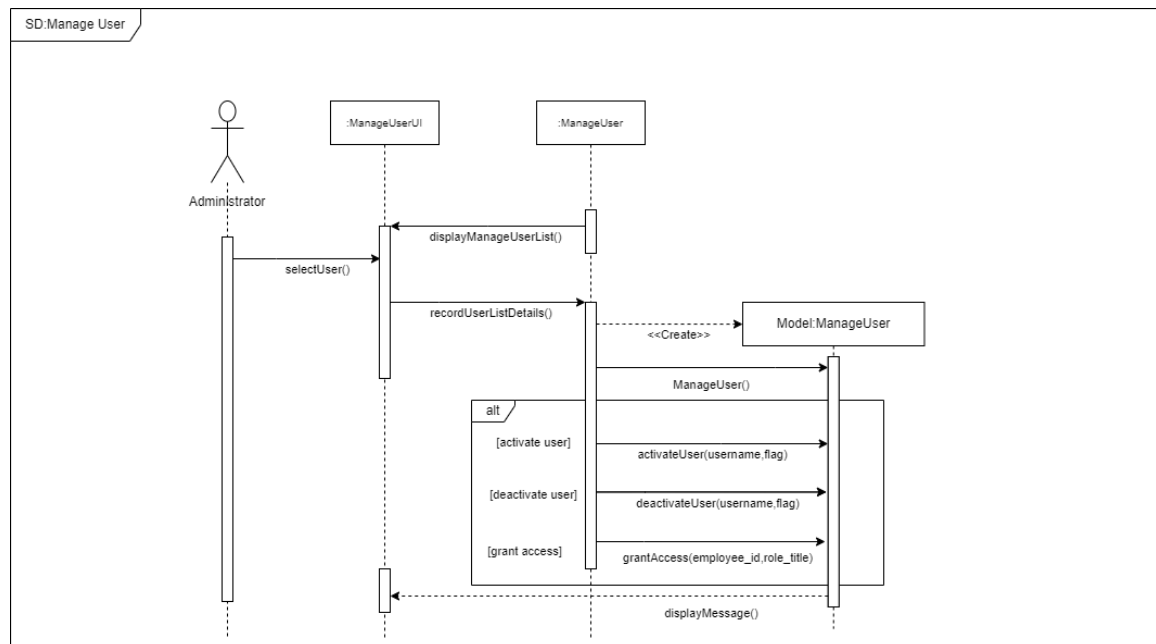 SD:Manage User
:ManageUserUI
:ManageUser
Administrator
displayManageUserList()
selectUser()
recordUserListDetails()
<<Create>>
Model:ManageUser
ManageUser()
alt
[activate user]
activateUser(username,flag)
[deactivate user]
deactivateUser(username,flag)
[grant access]
grantAccess(employee_id,role_title)
displayMessage()